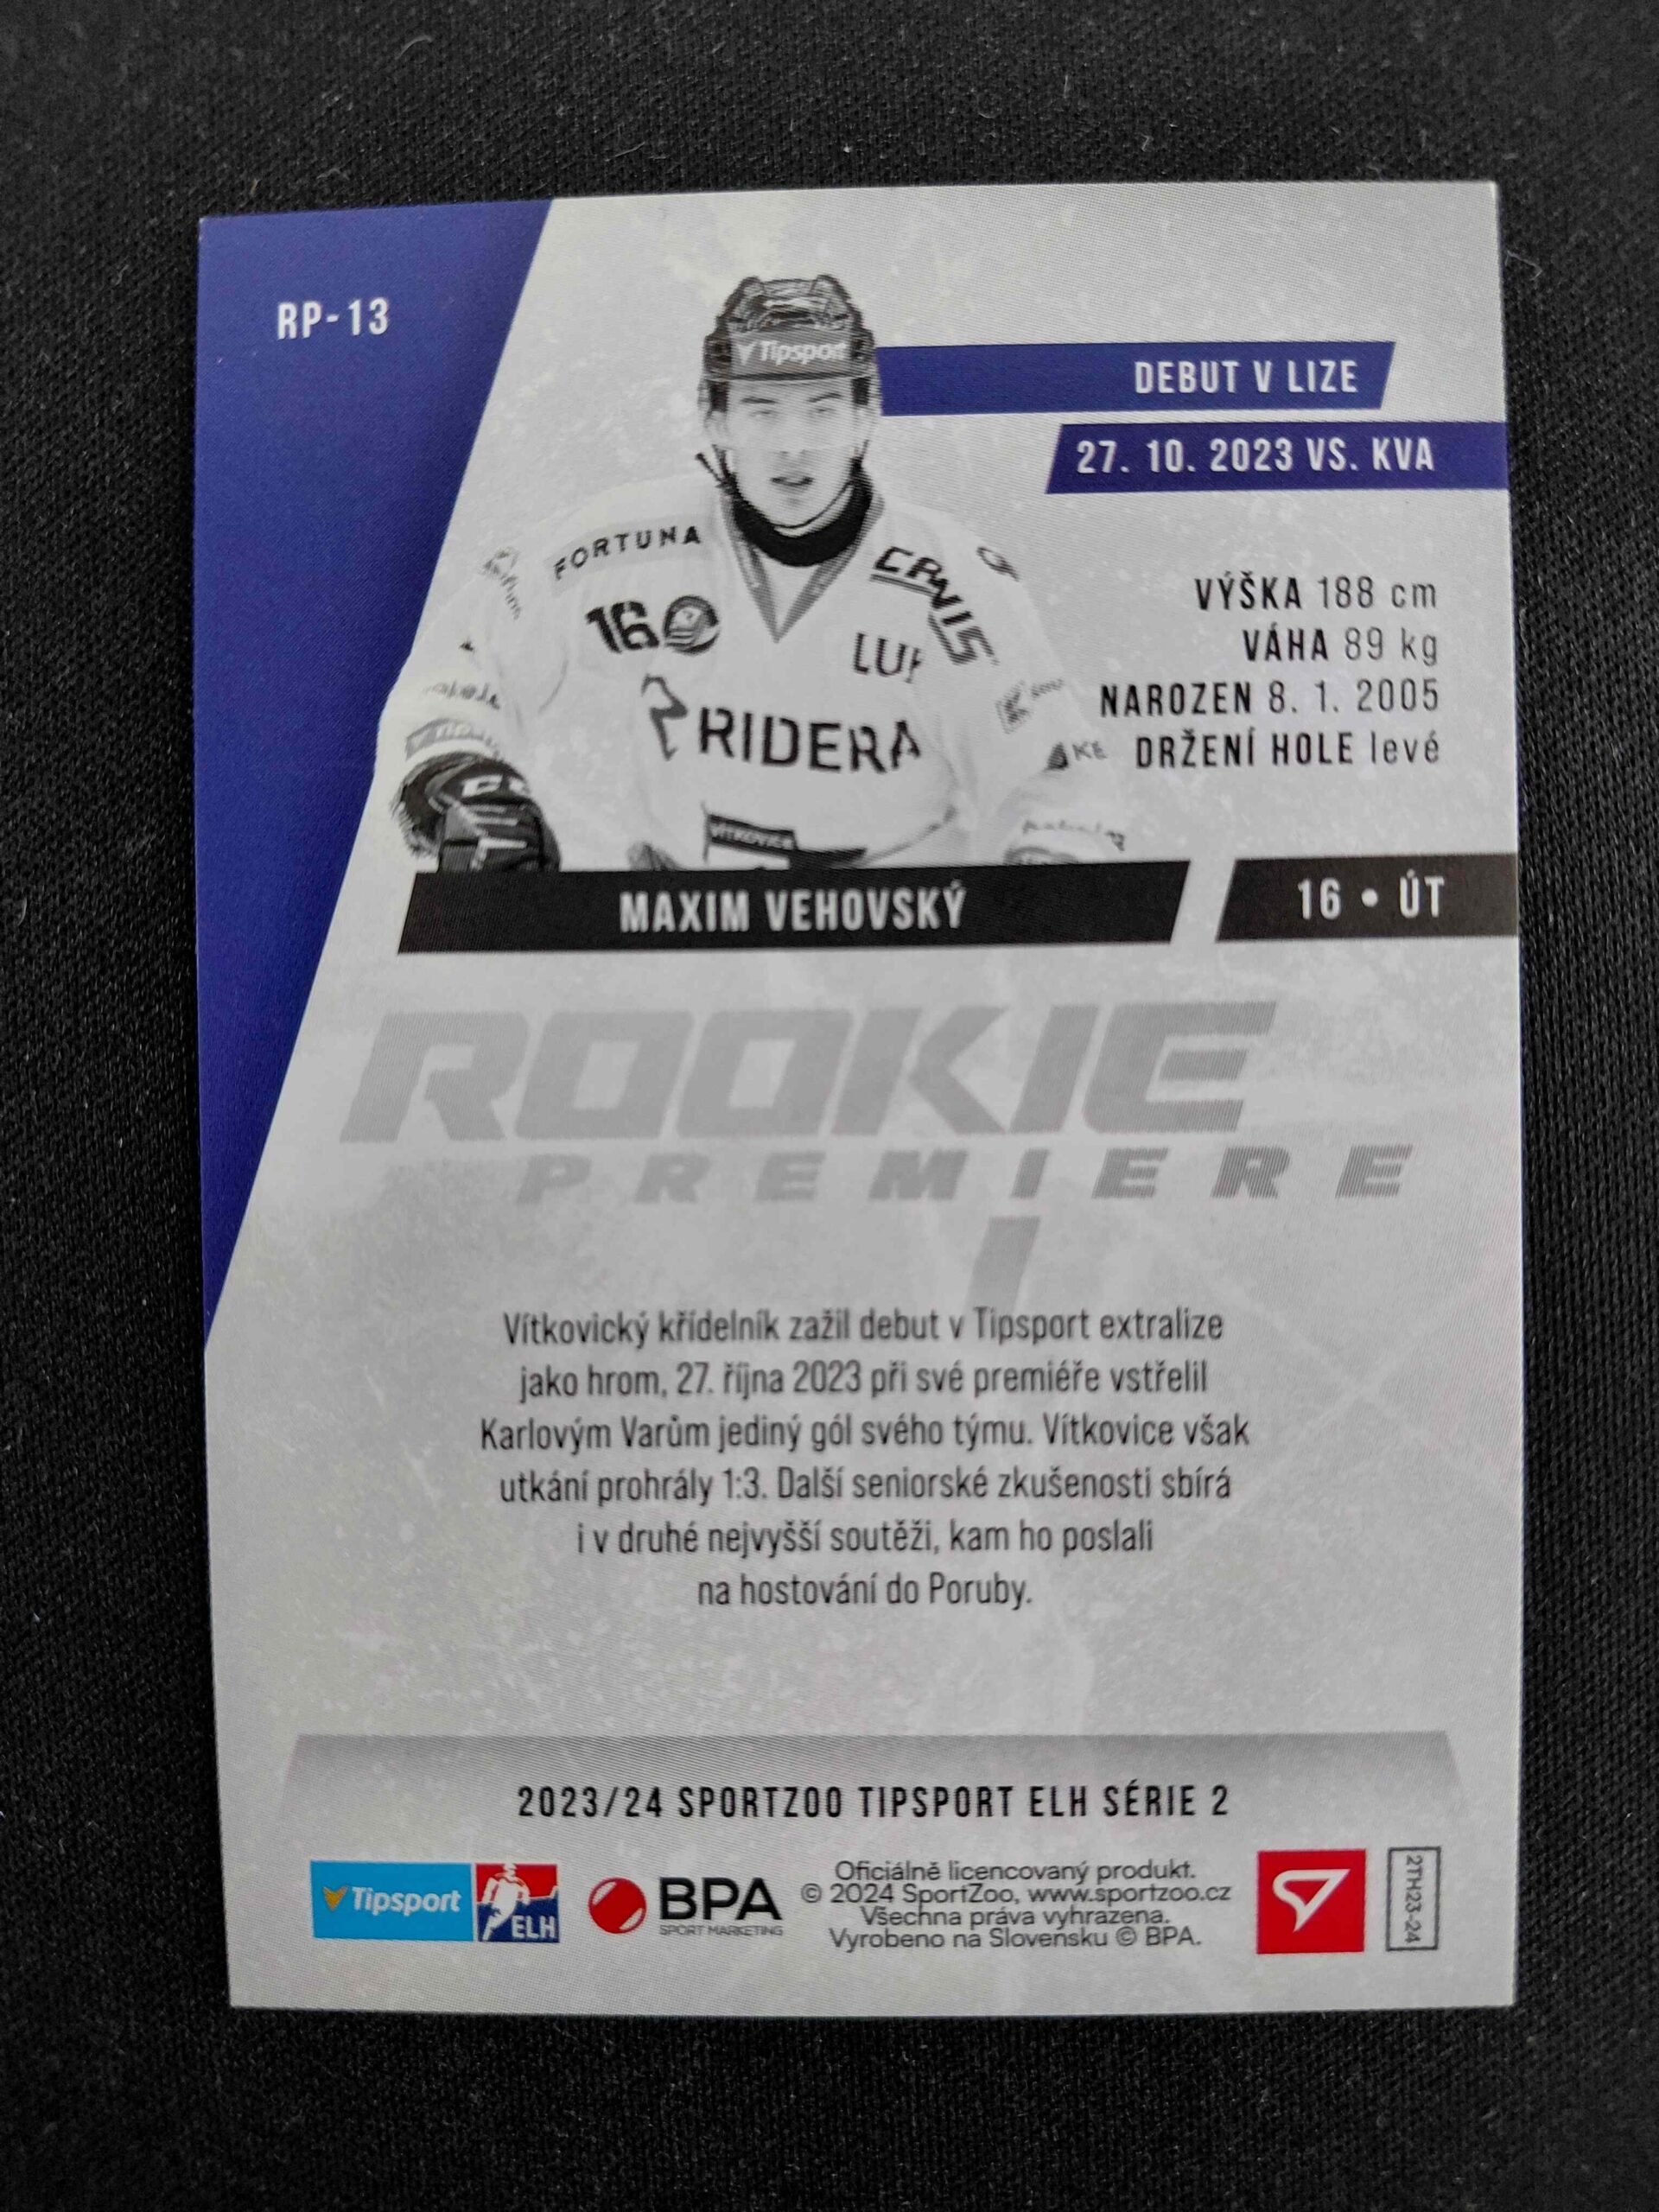 RP-13
Tipsport
DEBUT V LIZE
27. 10. 2023 VS. KVA
FORTUNA
16
VÝŠKA 188 cm
VÁHA 89 kg
NAROZEN 8. 1. 2005
DRŽENÍ HOLE levé
RIDERA
VÍTKOVICE
MAXIM VEHOVSKÝ
16 • ÚT
ROOKIE
PREMIERE
Vítkovický křídelník zažil debut v Tipsport extralize
jako hrom, 27. října 2023 při své premiéře vstřelil
Karlovým Varům jediný gól svého týmu. Vítkovice však
utkání prohrály 1:3. Další seniorské zkušenosti sbírá
i v druhé nejvyšší soutěži, kam ho poslali
na hostování do Poruby.
2023/24 SPORTZOO TIPSPORT ELH SÉRIE 2
Tipsport
ELH
BPA
SPORT MARKETING
Oficiálně licencovaný produkt.
© 2024 SportZoo, www.sportzoo.cz
Všechna práva vyhrazena.
Vyrobeno na Slovensku © BPA.
2TH23-24